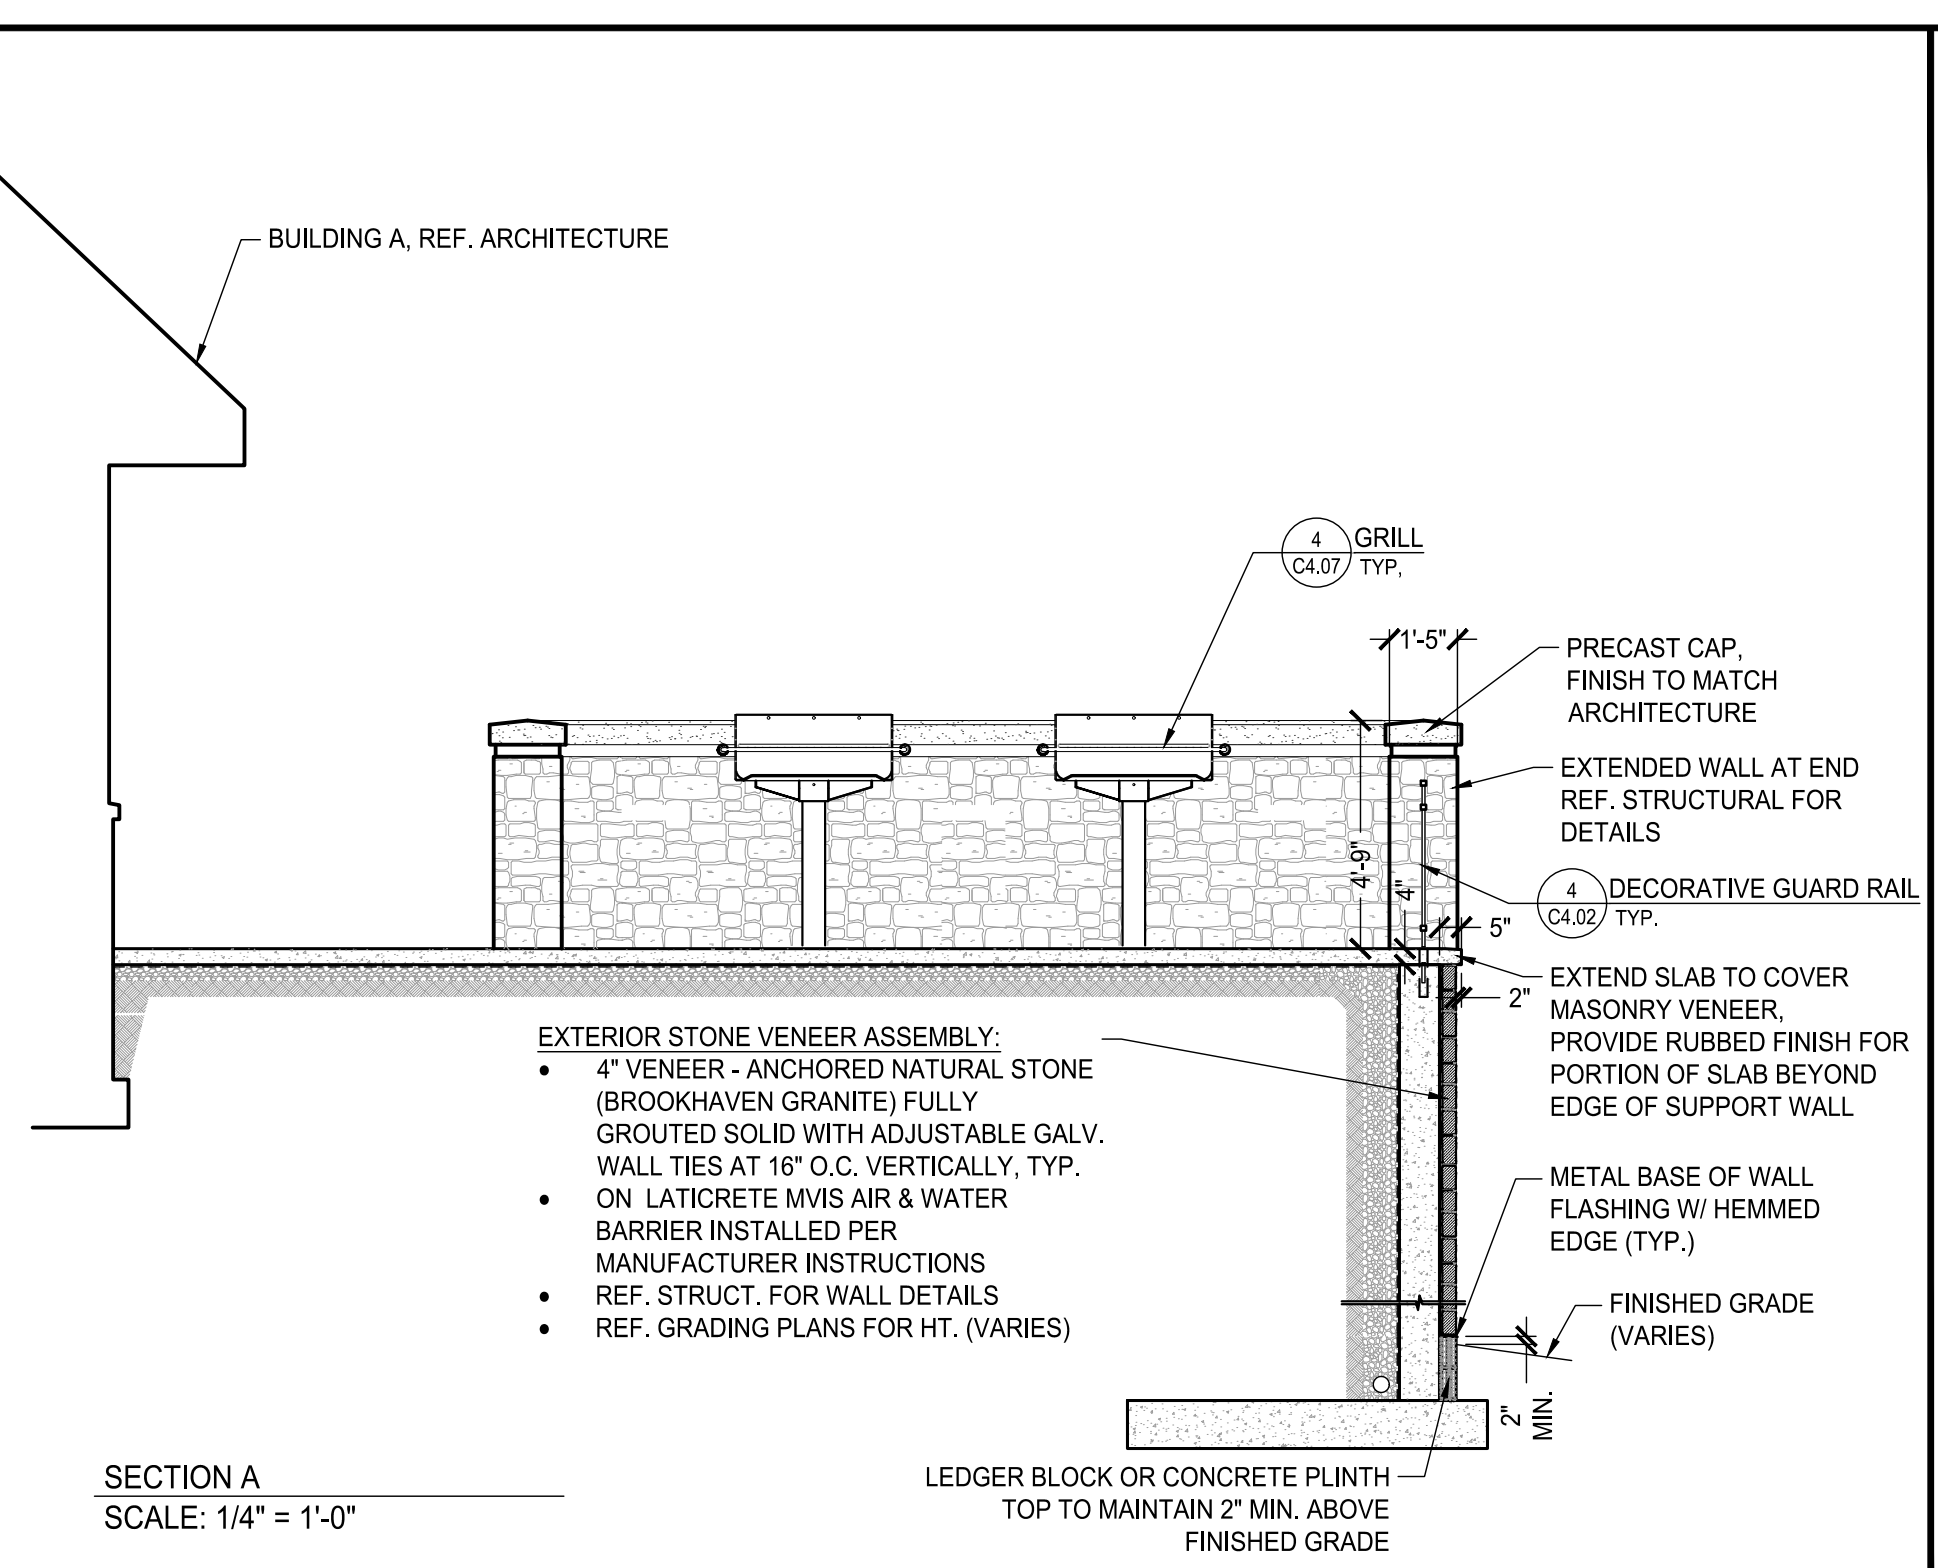 BUILDING A, REF. ARCHITECTURE
4
C4.07
GRILL
TYP,
1'-5"
PRECAST CAP,
FINISH TO MATCH
ARCHITECTURE
EXTENDED WALL AT END
REF. STRUCTURAL FOR
DETAILS
4'-9"
4"
4
C4.02
DECORATIVE GUARD RAIL
TYP.
5"
EXTEND SLAB TO COVER
MASONRY VENEER,
PROVIDE RUBBED FINISH FOR
PORTION OF SLAB BEYOND
EDGE OF SUPPORT WALL
2"
EXTERIOR STONE VENEER ASSEMBLY:
• 4" VENEER - ANCHORED NATURAL STONE
(BROOKHAVEN GRANITE) FULLY
GROUTED SOLID WITH ADJUSTABLE GALV.
WALL TIES AT 16" O.C. VERTICALLY, TYP.
• ON LATICRETE MVIS AIR & WATER
BARRIER INSTALLED PER
MANUFACTURER INSTRUCTIONS
• REF. STRUCT. FOR WALL DETAILS
• REF. GRADING PLANS FOR HT. (VARIES)
METAL BASE OF WALL
FLASHING W/ HEMMED
EDGE (TYP.)
FINISHED GRADE
(VARIES)
2"
MIN.
LEDGER BLOCK OR CONCRETE PLINTH
TOP TO MAINTAIN 2" MIN. ABOVE
FINISHED GRADE
SECTION A
SCALE: 1/4" = 1'-0"